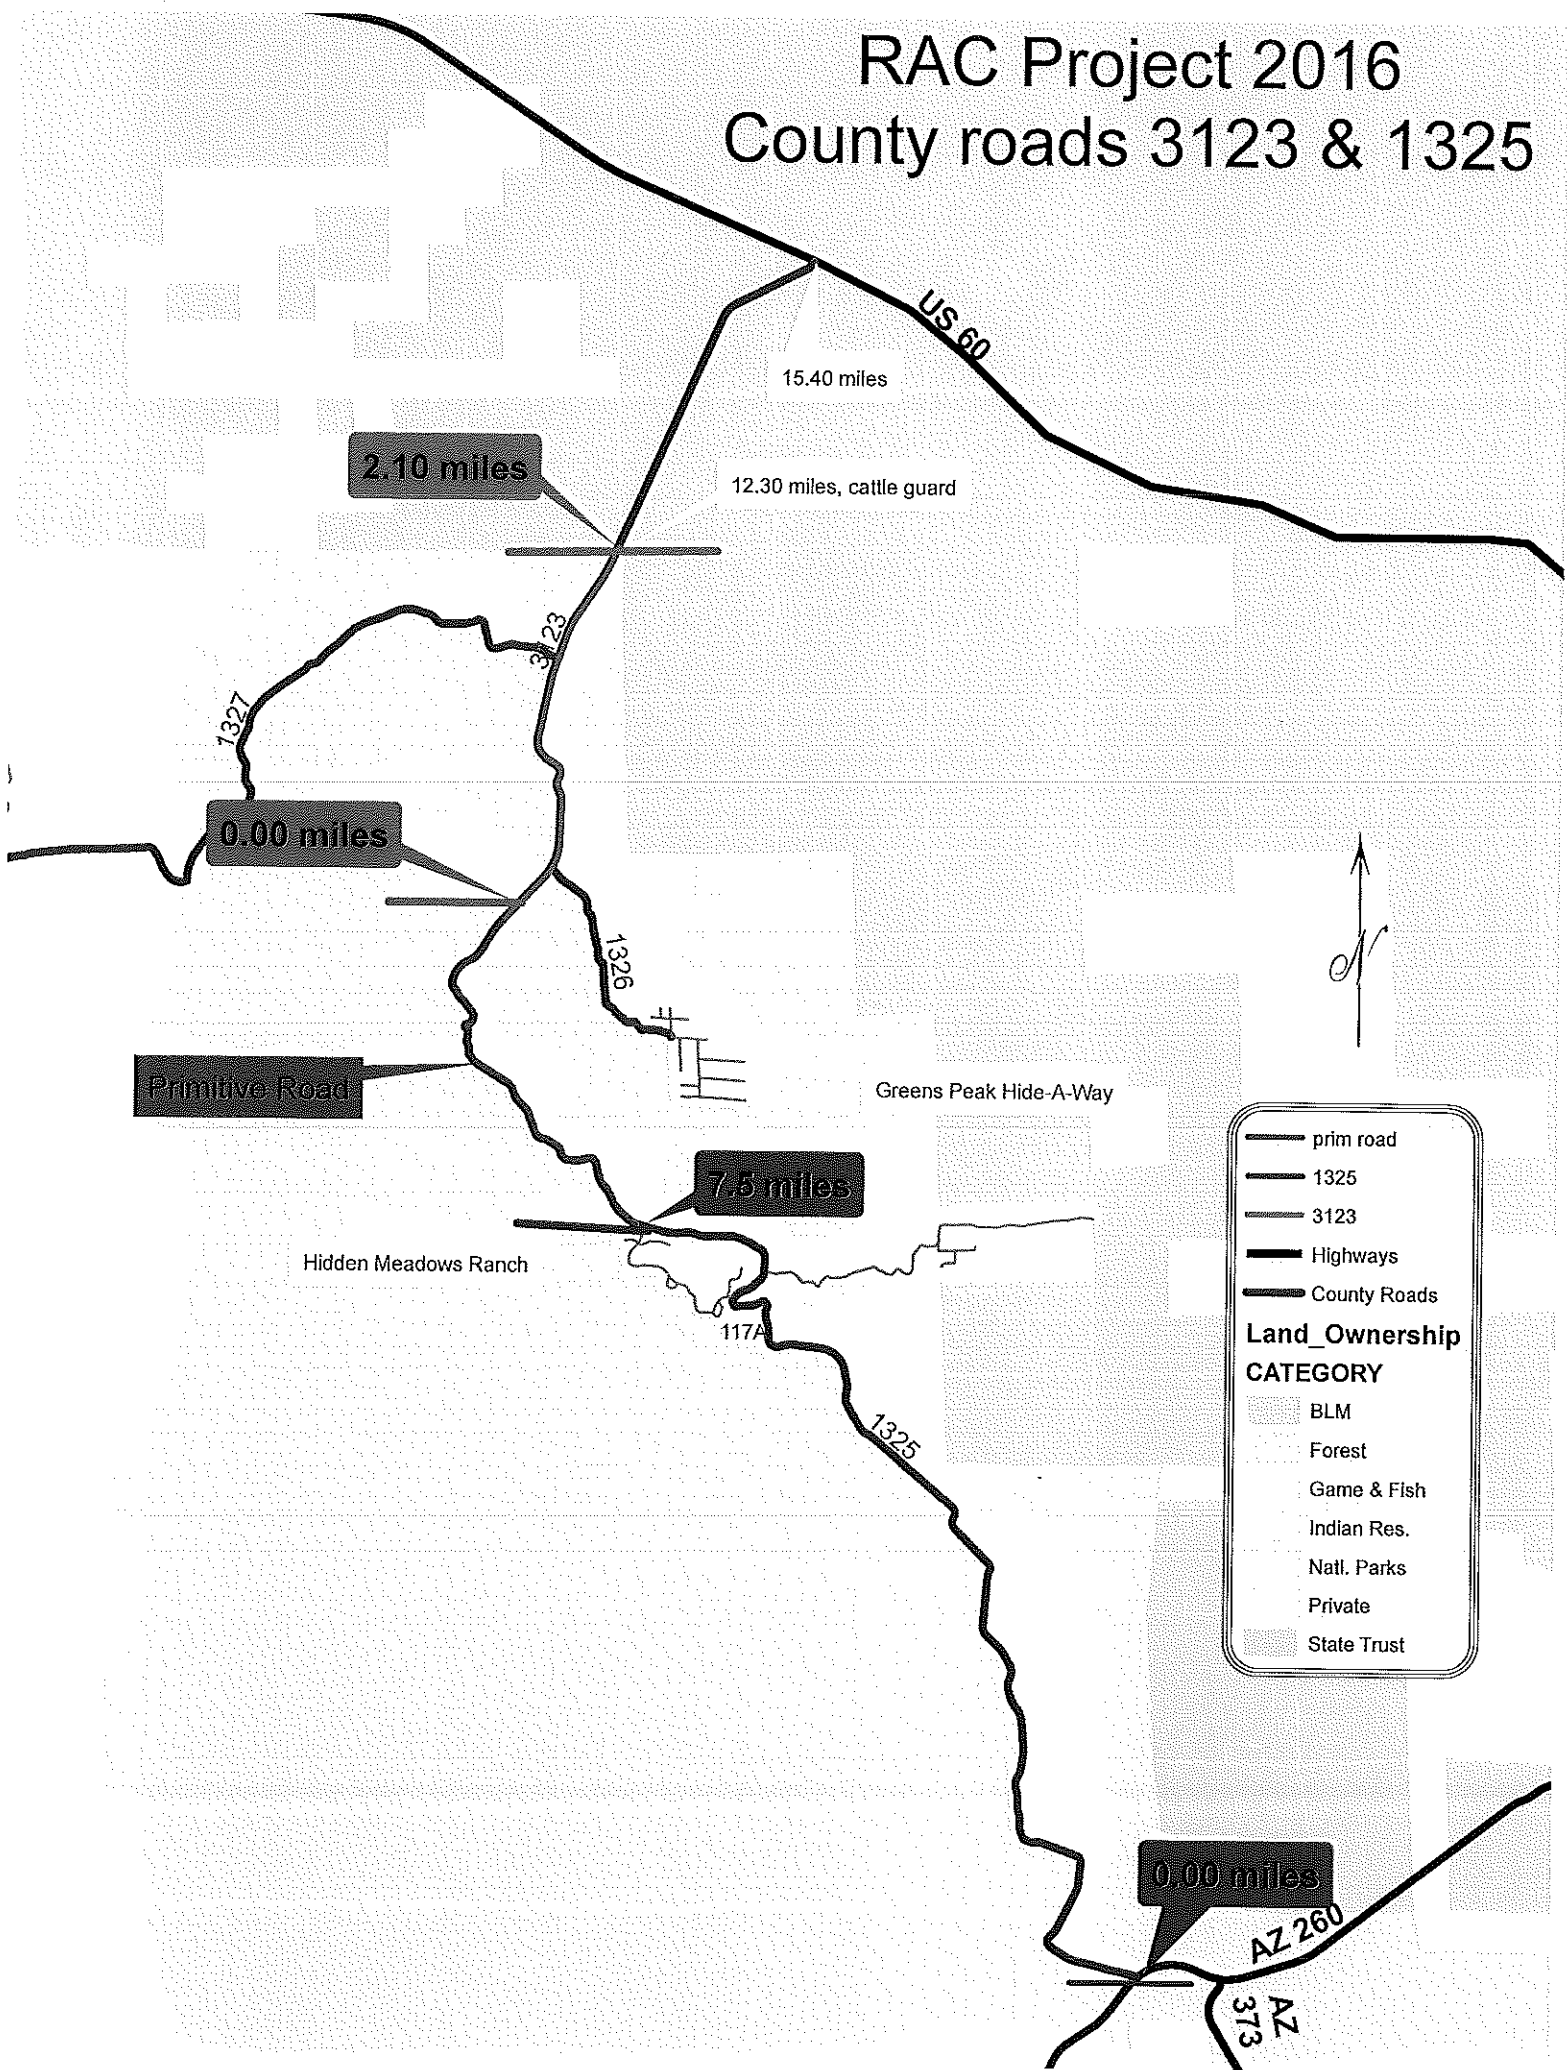 RAC Project 2016
County roads 3123 & 1325
US 60
15.40 miles
2.10 miles
12.30 miles, cattle guard
3123
1327
0.00 miles
1326
N
Primitive Road
Greens Peak Hide-A-Way
7.5 miles
Hidden Meadows Ranch
117A
1325
prim road
1325
3123
Highways
County Roads
Land_Ownership
CATEGORY
BLM
Forest
Game & Fish
Indian Res.
Natl. Parks
Private
State Trust
0.00 miles
AZ 260
AZ
373